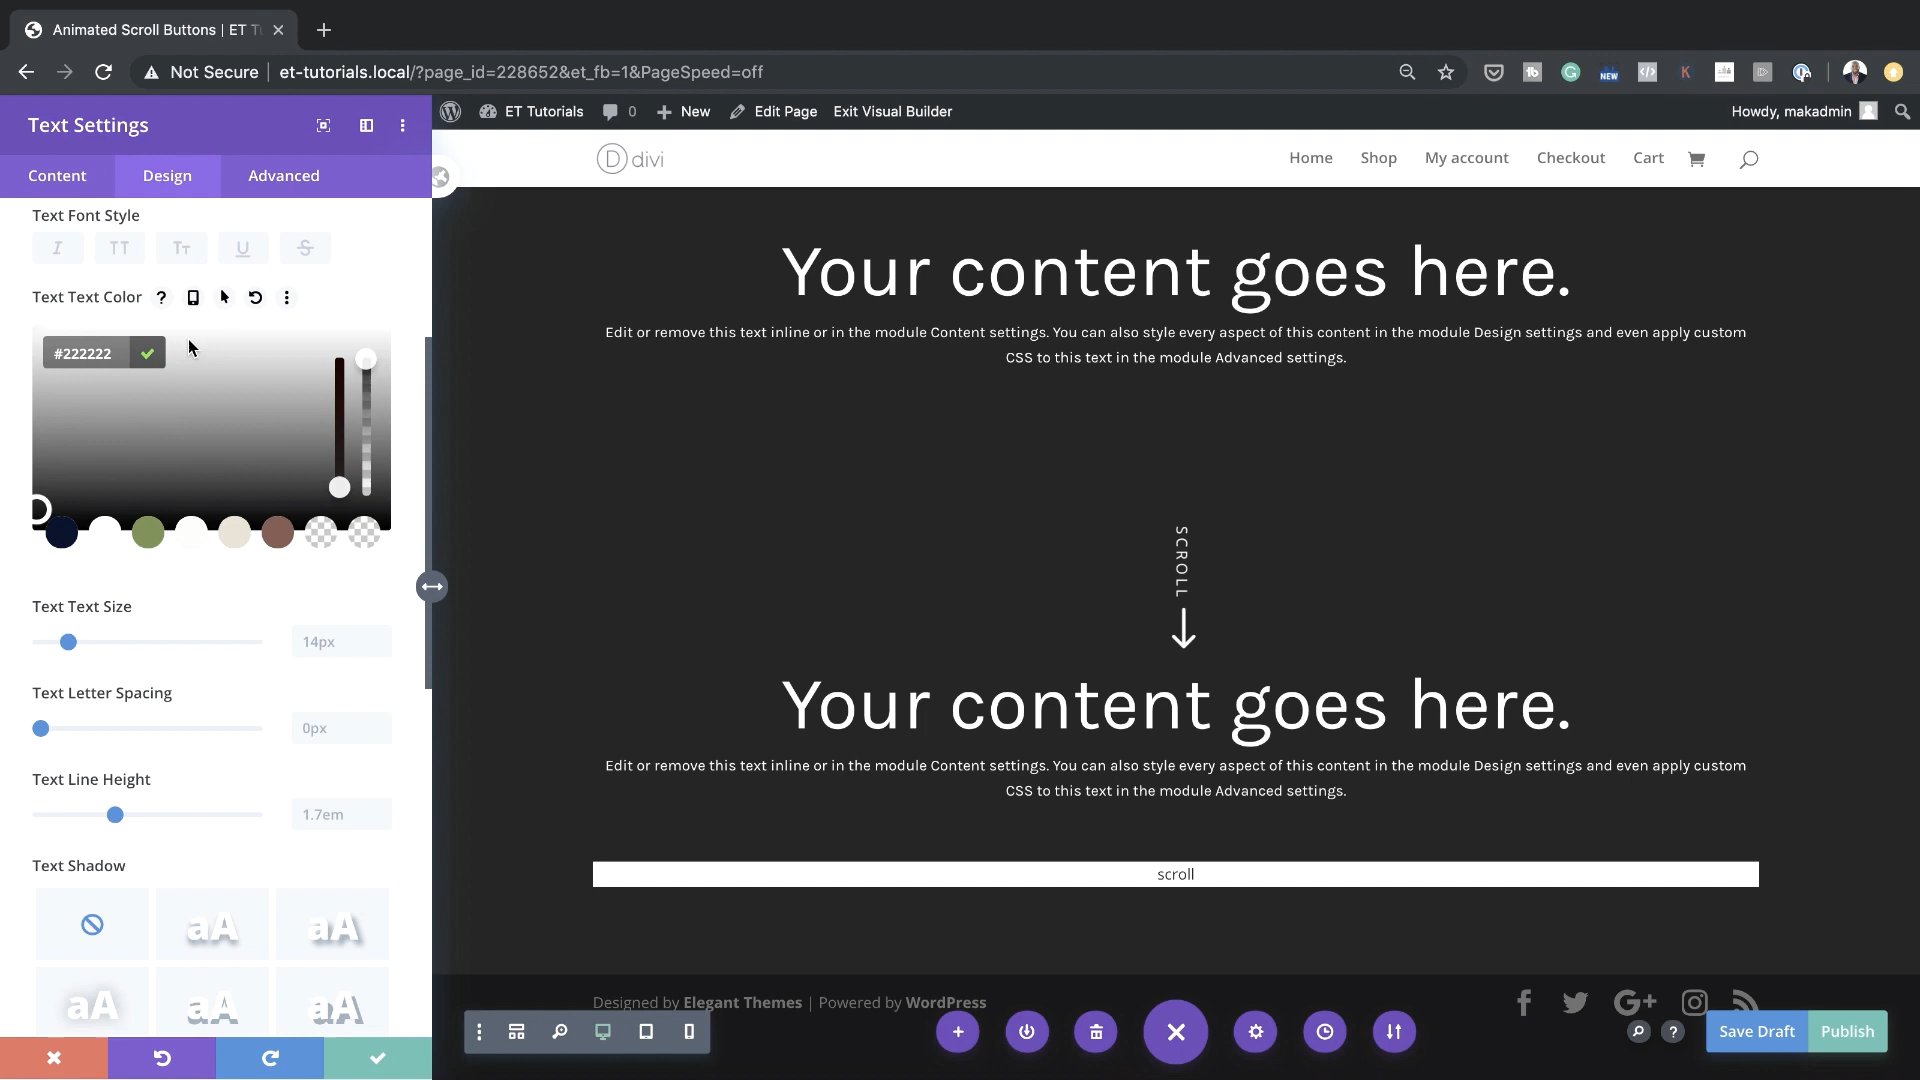 Animated Scroll Buttons | ET Tu
Not Secure | et-tutorials.local/?page_id=228652&et_fb=1&PageSpeed=off
NEW
K
Text Settings
ET Tutorials 0 New Edit Page Exit Visual Builder Howdy, makadmin
Content Design Advanced
D divi
Home Shop My account Checkout Cart
Text Font Style
I TT Tт U S
Text Text Color ?
#222222
Text Text Size
14px
Text Letter Spacing
0px
Text Line Height
1.7em
Text Shadow
aA aA
aA aA aA
Your content goes here.
Edit or remove this text inline or in the module Content settings. You can also style every aspect of this content in the module Design settings and even apply custom
CSS to this text in the module Advanced settings.
SCROLL
Your content goes here.
Edit or remove this text inline or in the module Content settings. You can also style every aspect of this content in the module Design settings and even apply custom
CSS to this text in the module Advanced settings.
scroll
Designed by Elegant Themes | Powered by WordPress
G+
? Save Draft Publish